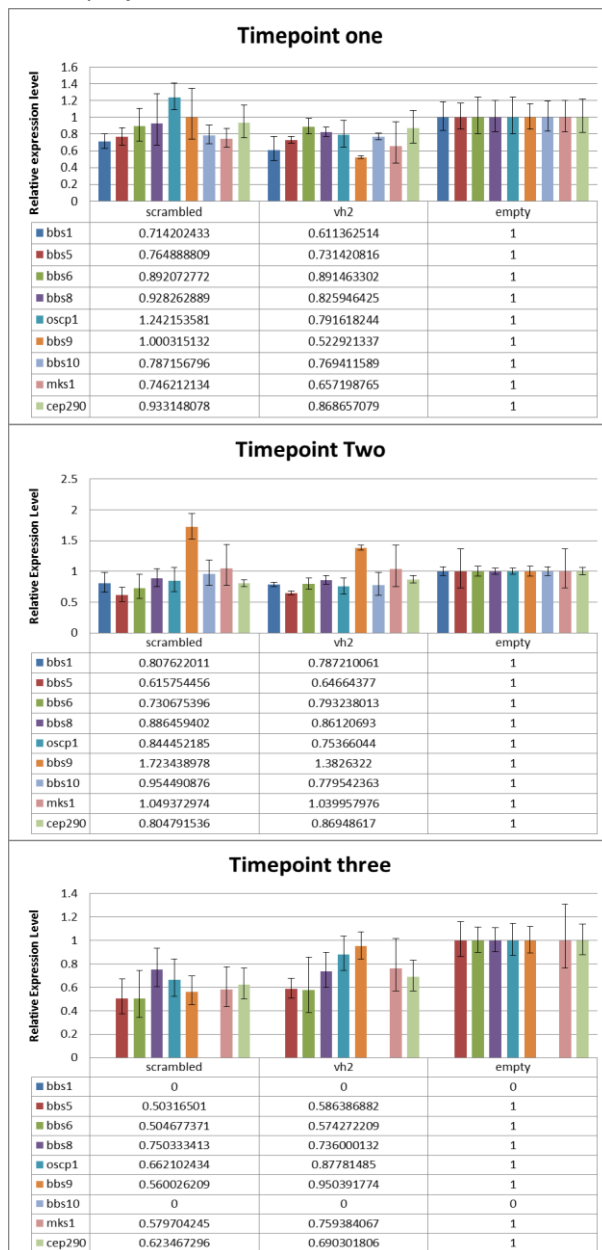 Timepoint one
Relative expression level
1.6
1.4
1.2
1
0.8
0.6
0.4
0.2
0
scrambled vh2 empty
bbs1 0.714202433 0.611362514 1
bbs5 0.764888809 0.731420816 1
bbs6 0.892072772 0.891463302 1
bbs8 0.928262889 0.825946425 1
oscp1 1.242153581 0.791618244 1
bbs9 1.000315132 0.522921337 1
bbs10 0.787156796 0.769411589 1
mks1 0.746212134 0.657198765 1
cep290 0.933148078 0.868657079 1
Timepoint Two
Relative Expression Level
2.5
2
1.5
1
0.5
0
scrambled vh2 empty
bbs1 0.807622011 0.787210061 1
bbs5 0.615754456 0.64664377 1
bbs6 0.730675396 0.793238013 1
bbs8 0.886459402 0.86120693 1
oscp1 0.844452185 0.75366044 1
bbs9 1.723438978 1.3826322 1
bbs10 0.954490876 0.779542363 1
mks1 1.049372974 1.039957976 1
cep290 0.804791536 0.86948617 1
Timepoint three
Relative Expression Level
1.4
1.2
1
0.8
0.6
0.4
0.2
0
scrambled vh2 empty
bbs1 0 0 0
bbs5 0.50316501 0.586386882 1
bbs6 0.504677371 0.574272209 1
bbs8 0.750333413 0.736000132 1
oscp1 0.662102434 0.87781485 1
bbs9 0.560026209 0.950391774 1
bbs10 0 0 0
mks1 0.579704245 0.759384067 1
cep290 0.623467296 0.690301806 1